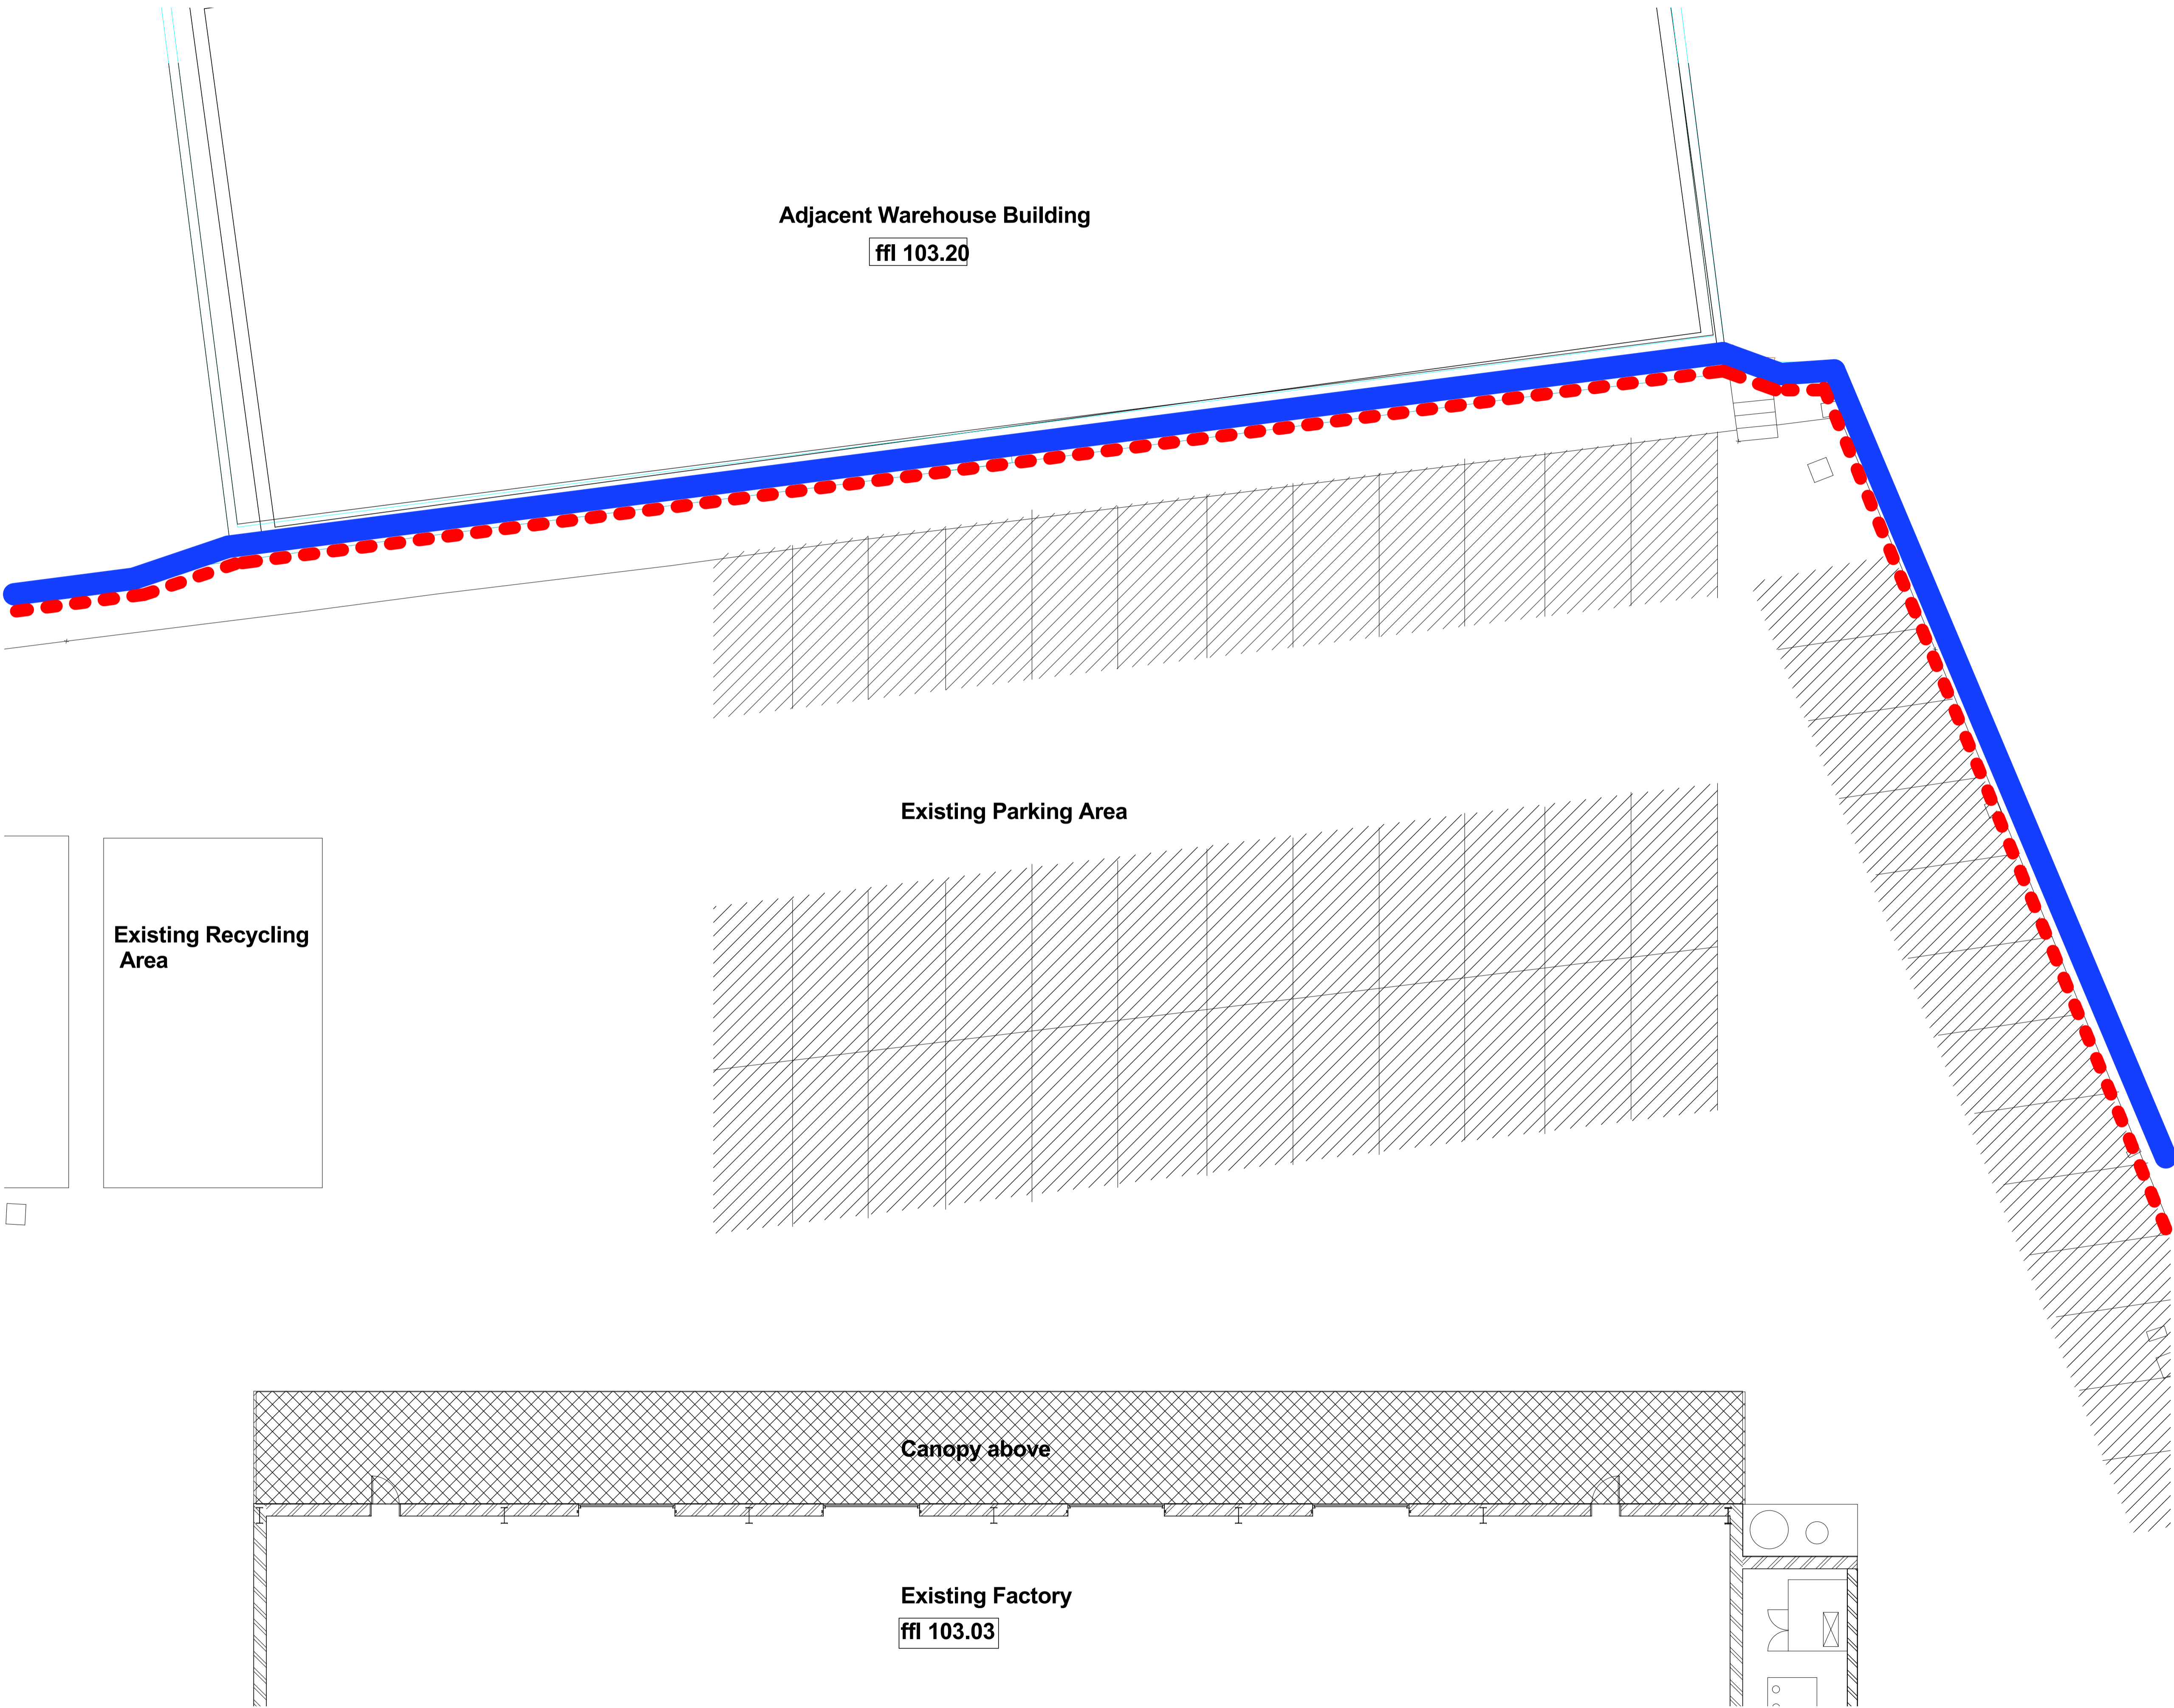 Adjacent Warehouse Building
ffl 103.20
Existing Parking Area
Existing Recycling
Area
Canopy above
Existing Factory
ffl 103.03